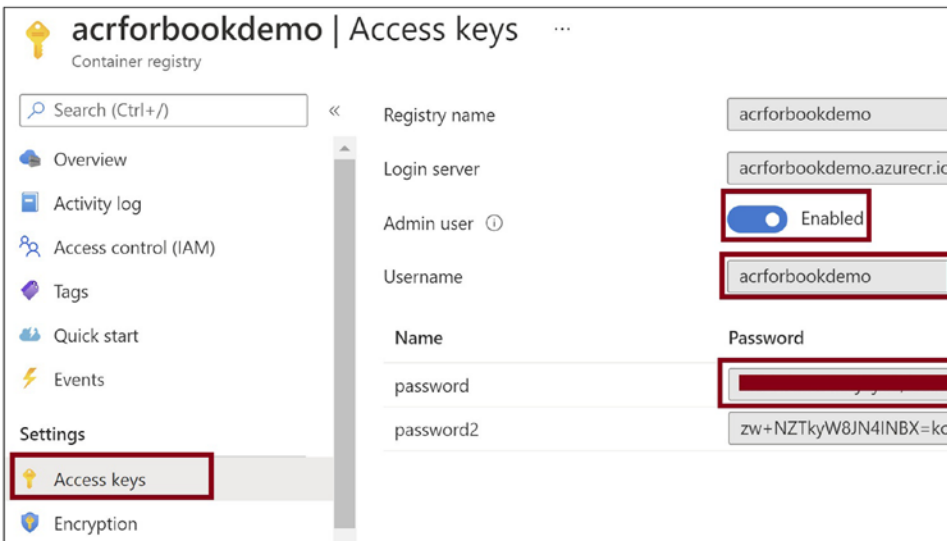 acrforbookdemo | Access keys ...
Container registry
Search (Ctrl+/)
«
Overview
Activity log
Access control (IAM)
Tags
Quick start
Events
Settings
Access keys
Encryption
Registry name
acrforbookdemo
Login server
acrforbookdemo.azurecr.io
Admin user
Enabled
Username
acrforbookdemo
Name
Password
password
password2
zw+NZTkyW8JN4INBX=kc